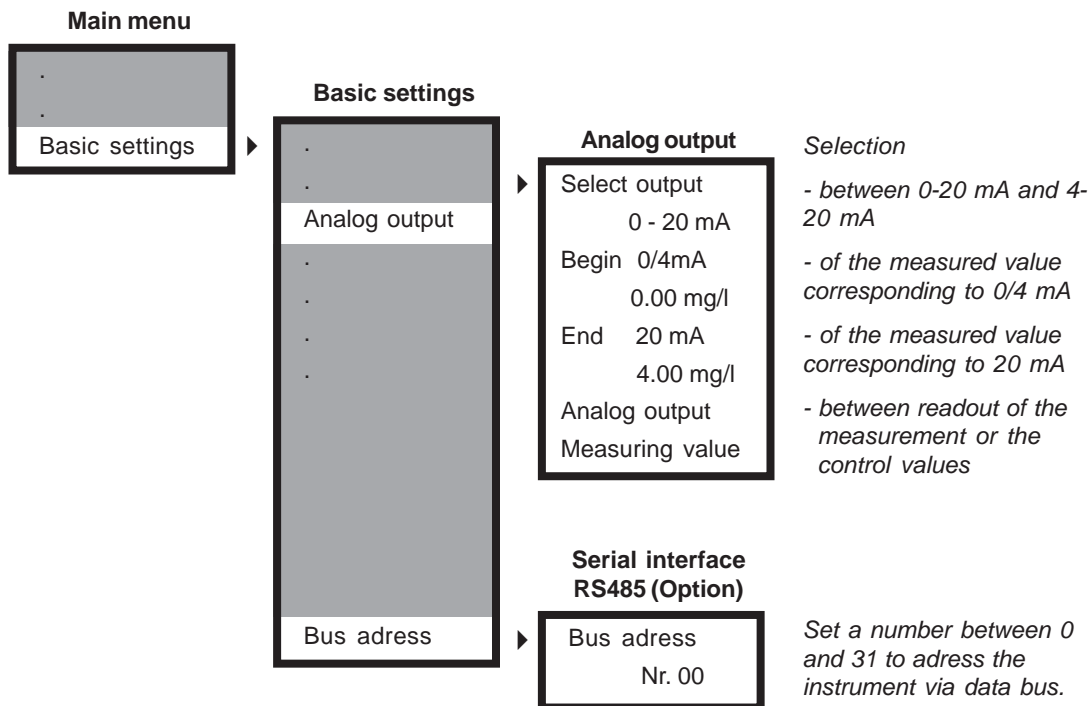 Main menu
.
.
Basic settings
Basic settings
.
.
Analog output
.
.
.
.
Bus adress
Analog output
Select output
0 - 20 mA
Begin 0/4mA
0.00 mg/l
End 20 mA
4.00 mg/l
Analog output
Measuring value
Selection
- between 0-20 mA and 4-
20 mA
- of the measured value
corresponding to 0/4 mA
- of the measured value
corresponding to 20 mA
- between readout of the
measurement or the
control values
Serial interface
RS485 (Option)
Bus adress
Nr. 00
Set a number between 0
and 31 to adress the
instrument via data bus.